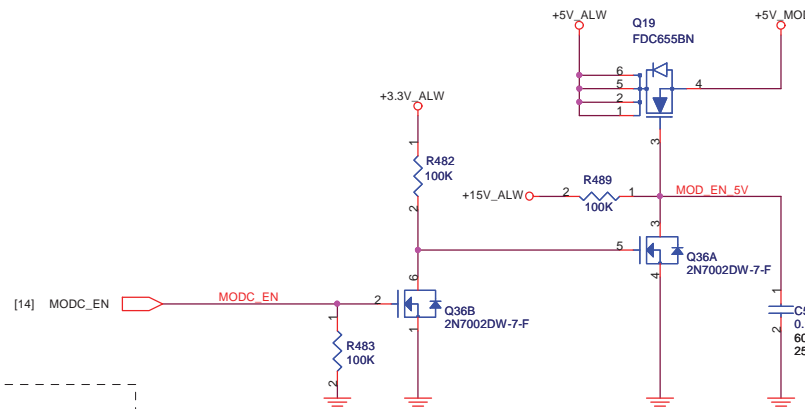 +5V_ALW
Q19
FDC655BN
+5V_MOD
6
5
2
1
4
3
+3.3V_ALW
1
R482
100K
2
+15V_ALW
2
R489
1
100K
MOD_EN_5V
3
5
Q36A
2N7002DW-7-F
4
6
[14] MODC_EN
MODC_EN
2
Q36B
2N7002DW-7-F
1
1
R483
100K
2
1
2